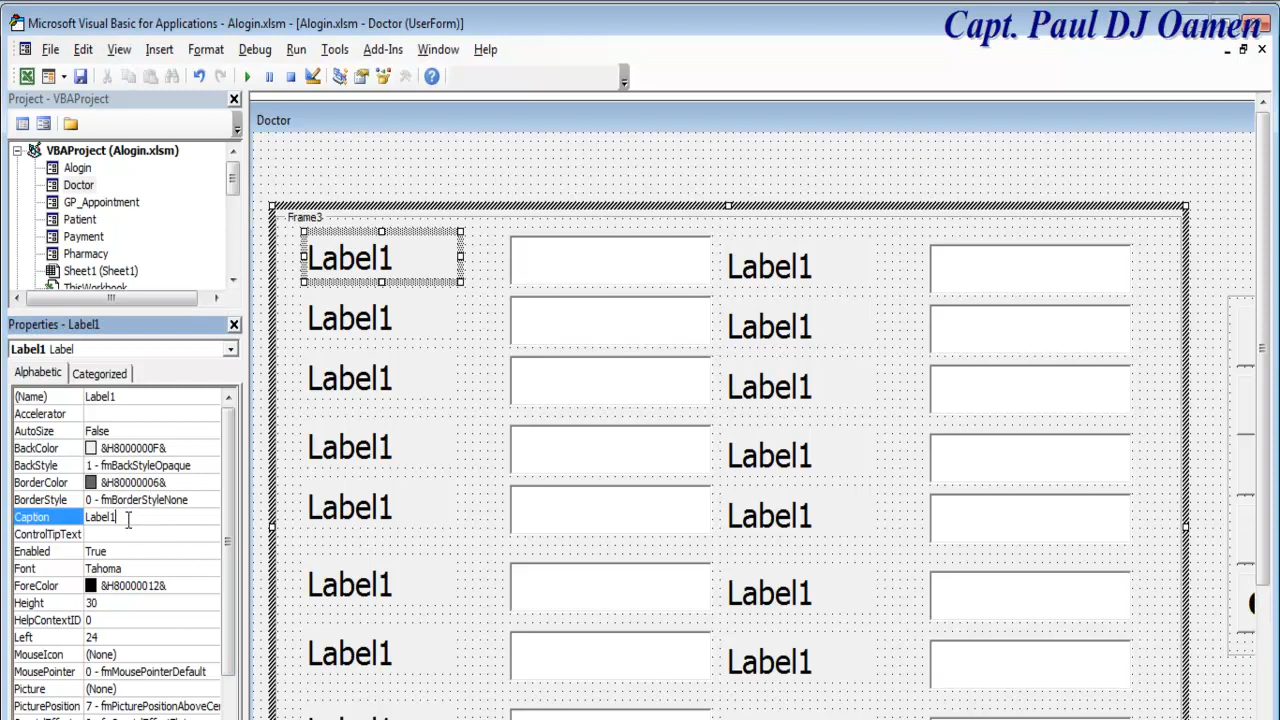 Microsoft Visual Basic for Applications - Alogin.xlsm - [Alogin.xlsm - Doctor (UserForm)]
Capt. Paul DJ Oamen
File Edit View Insert Format Debug Run Tools Add-Ins Window Help
Project - VBAProject
VBAProject (Alogin.xlsm)
Alogin
Doctor
GP_Appointment
Patient
Payment
Pharmacy
Sheet1 (Sheet1)
ThisWorkbook
Properties - Label1
Label1 Label
Alphabetic Categorized
(Name) Label1
Accelerator
AutoSize False
BackColor &H8000000F&
BackStyle 1 - fmBackStyleOpaque
BorderColor &H80000006&
BorderStyle 0 - fmBorderStyleNone
Caption Label1
ControlTipText
Enabled True
Font Tahoma
ForeColor &H80000012&
Height 30
HelpContextID 0
Left 24
MouseIcon (None)
MousePointer 0 - fmMousePointerDefault
Picture (None)
PicturePosition 7 - fmPicturePositionAboveCen
Doctor
Frame3
Label1 Label1
Label1 Label1
Label1 Label1
Label1 Label1
Label1 Label1
Label1 Label1
Label1 Label1